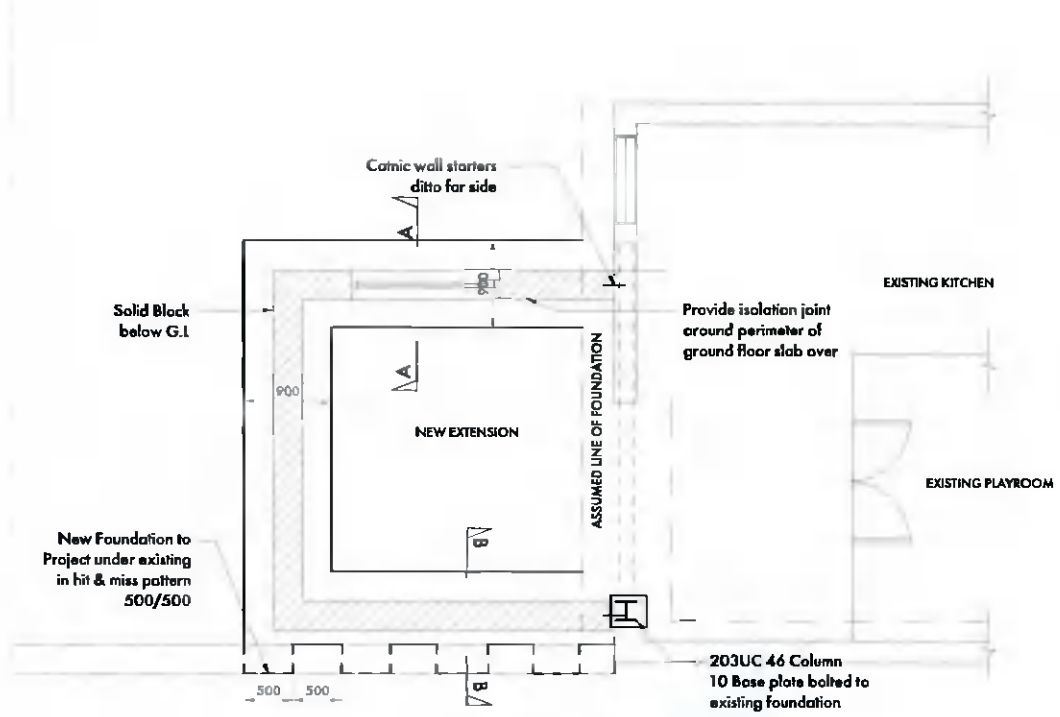 Catnic wall starters
ditto far side
A
900
EXISTING KITCHEN
Solid Block
below G.L
Provide isolation joint
around perimeter of
ground floor slab over
A
900
ASSUMED LINE OF FOUNDATION
NEW EXTENSION
EXISTING PLAYROOM
New Foundation to
Project under existing
in hit & miss pattern
500/500
B
203UC 46 Column
10 Base plate bolted to
existing foundation
500 500
B